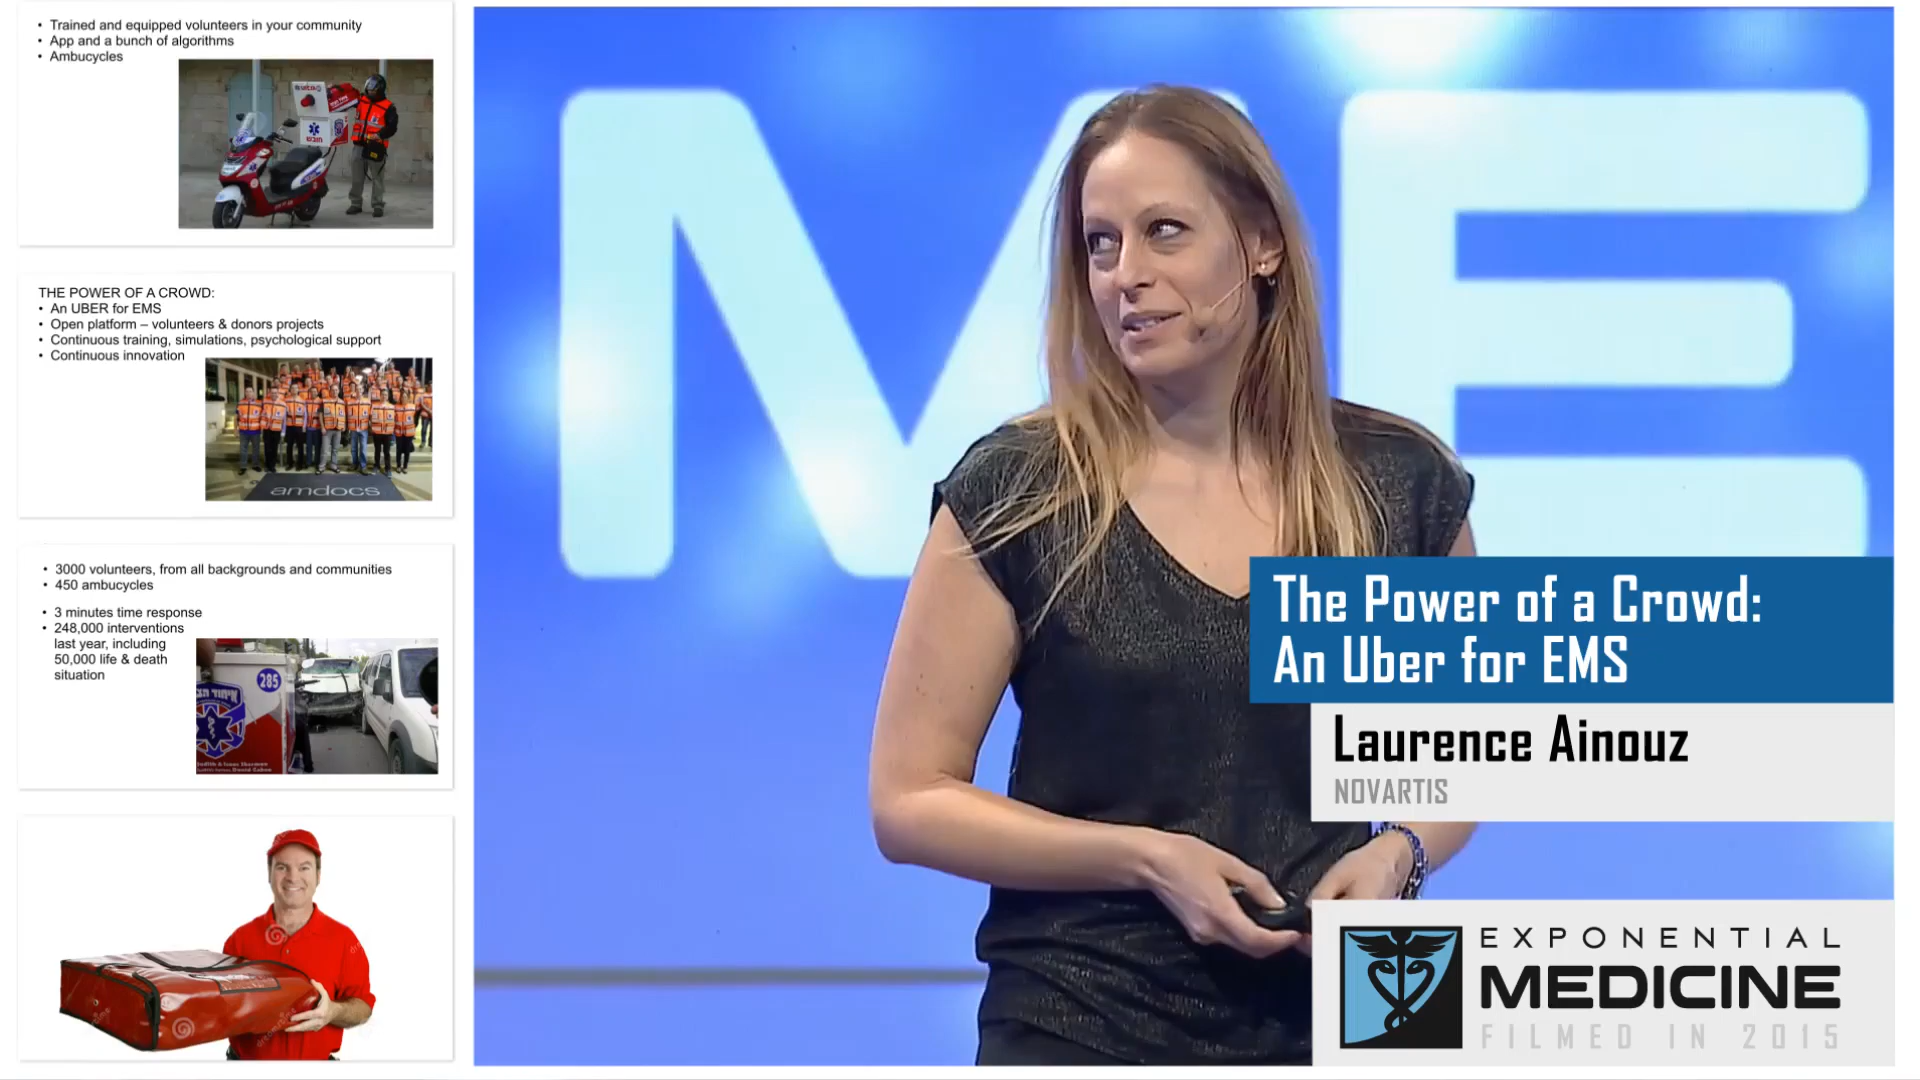 • Trained and equipped volunteers in your community
• App and a bunch of algorithms
• Ambucycles
THE POWER OF A CROWD:
• An UBER for EMS
• Open platform – volunteers & donors projects
• Continuous training, simulations, psychological support
• Continuous innovation
amdocs
• 3000 volunteers, from all backgrounds and communities
• 450 ambucycles
• 3 minutes time response
• 248,000 interventions
last year, including
50,000 life & death
situation
285
איחוד הצלה
ME
The Power of a Crowd:
An Uber for EMS
Laurence Ainouz
NOVARTIS
EXPONENTIAL
MEDICINE
FILMED IN 2015